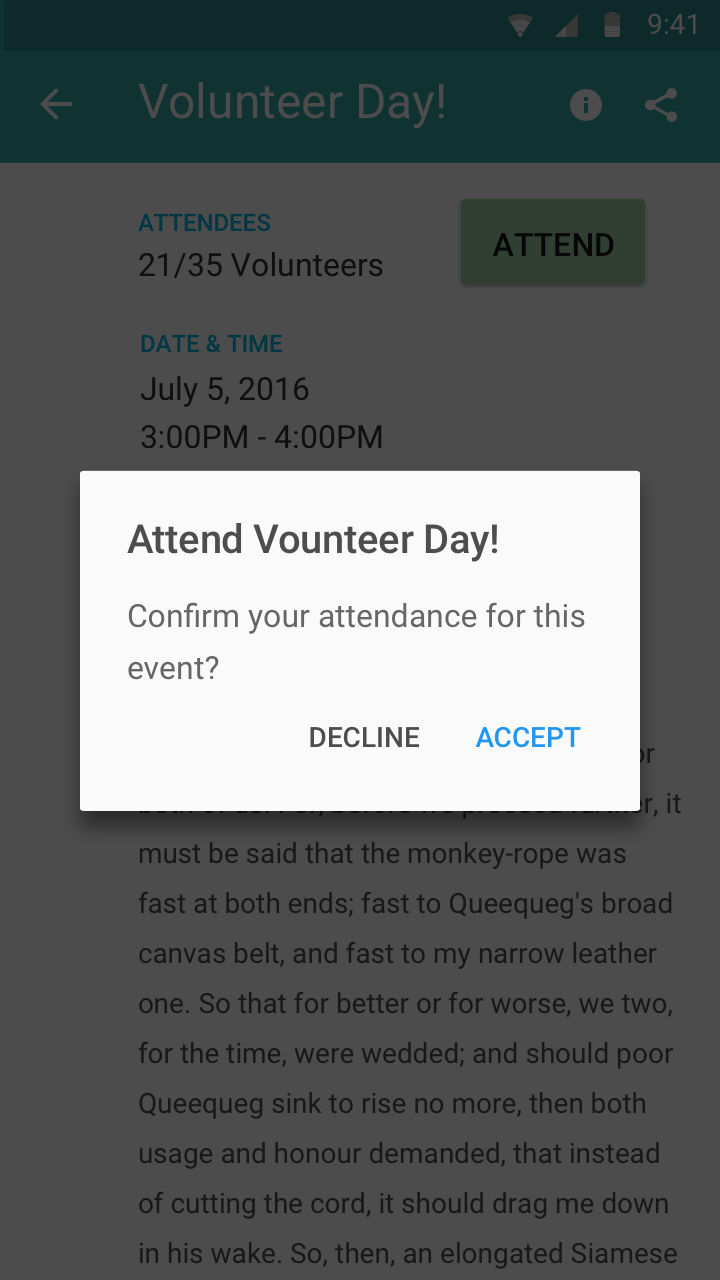 9:41
Volunteer Day!
ATTENDEES
21/35 Volunteers
ATTEND
DATE & TIME
July 5, 2016
3:00PM - 4:00PM
Attend Vounteer Day!
Confirm your attendance for this
event?
DECLINE ACCEPT
it
must be said that the monkey-rope was
fast at both ends; fast to Queequeg's broad
canvas belt, and fast to my narrow leather
one. So that for better or for worse, we two,
for the time, were wedded; and should poor
Queequeg sink to rise no more, then both
usage and honour demanded, that instead
of cutting the cord, it should drag me down
in his wake. So, then, an elongated Siamese